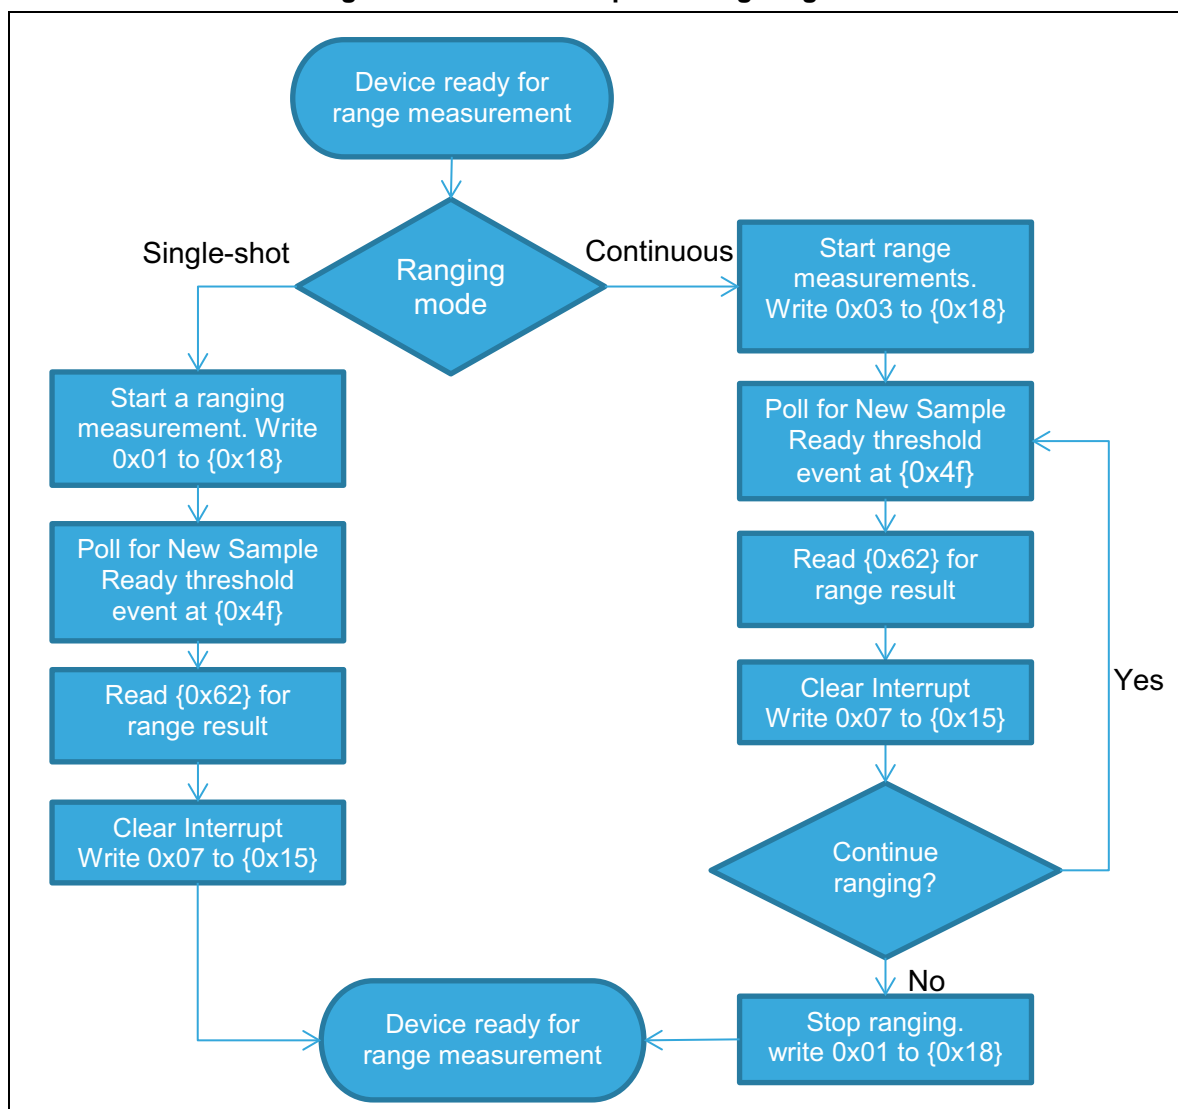 Device ready for
range measurement
Ranging
mode
Single-shot
Continuous
Start a ranging
measurement. Write
0x01 to {0x18}
Poll for New Sample
Ready threshold
event at {0x4f}
Read {0x62} for
range result
Clear Interrupt
Write 0x07 to {0x15}
Start range
measurements.
Write 0x03 to {0x18}
Poll for New Sample
Ready threshold
event at {0x4f}
Read {0x62} for
range result
Clear Interrupt
Write 0x07 to {0x15}
Continue
ranging?
Yes
No
Stop ranging.
write 0x01 to {0x18}
Device ready for
range measurement